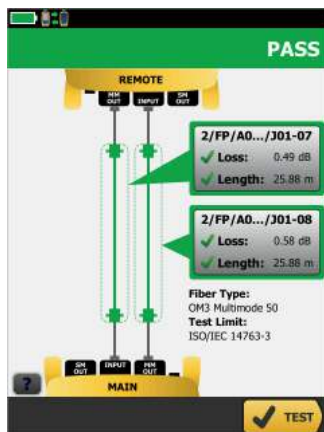 PASS
REMOTE
MM
OUT
INPUT
SM
OUT
2/FP/A0.../J01-07
Loss: 0.49 dB
Length: 25.88 m
2/FP/A0.../J01-08
Loss: 0.58 dB
Length: 25.88 m
Fiber Type:
OM3 Multimode 50
Test Limit:
ISO/IEC 14763-3
SM
OUT
INPUT
MM
OUT
MAIN
?
TEST